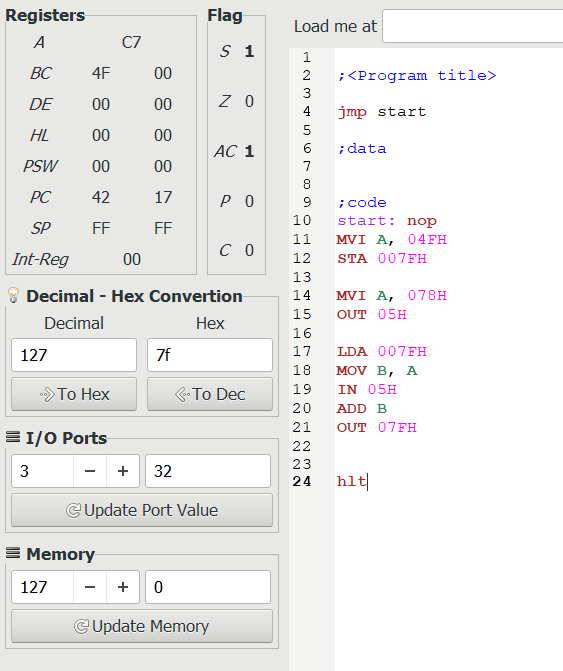 Registers
A C7
BC 4F 00
DE 00 00
HL 00 00
PSW 00 00
PC 42 17
SP FF FF
Int-Reg 00
Flag
S 1
Z 0
AC 1
P 0
C 0
Decimal - Hex Convertion
Decimal Hex
127 7f
To Hex To Dec
I/O Ports
3 − + 32
Update Port Value
Memory
127 − + 0
Update Memory
Load me at
1
2 ;<Program title>
3
4 jmp start
5
6 ;data
7
8
9 ;code
10 start: nop
11 MVI A, 04FH
12 STA 007FH
13
14 MVI A, 078H
15 OUT 05H
16
17 LDA 007FH
18 MOV B, A
19 IN 05H
20 ADD B
21 OUT 07FH
22
23
24 hlt